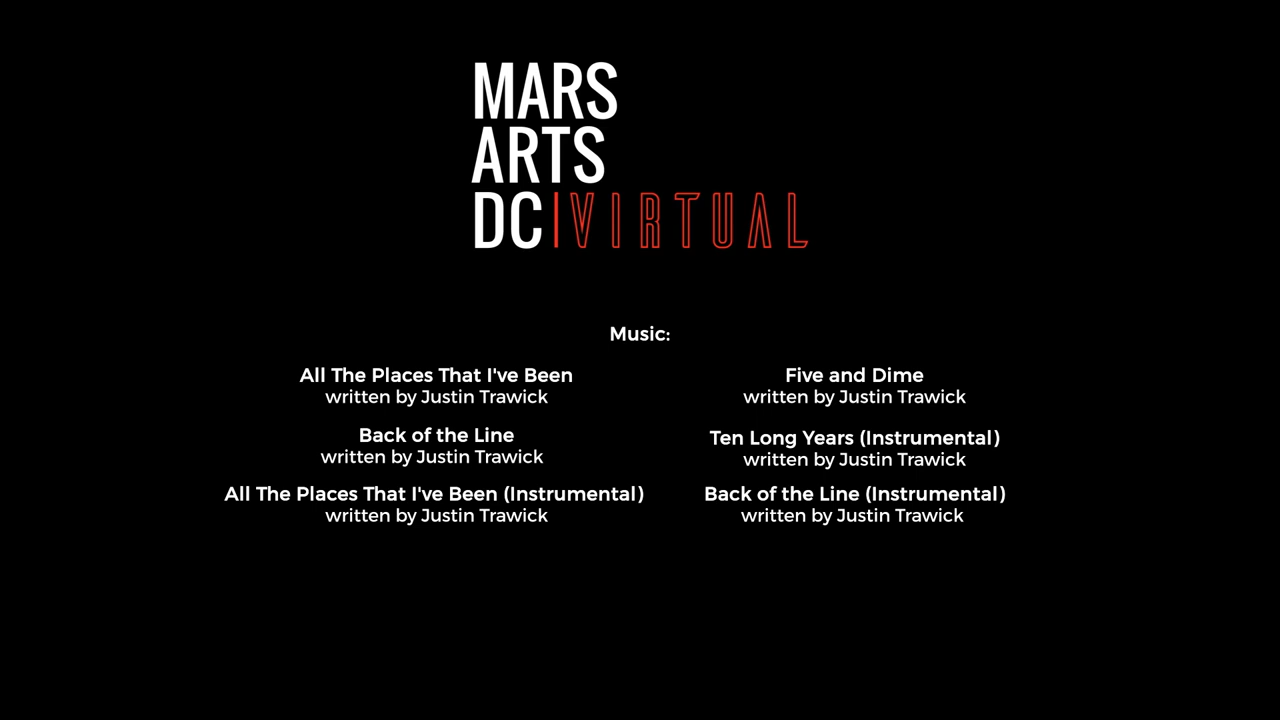 MARS
ARTS
DC|VIRTUAL
Music:
All The Places That I've Been
written by Justin Trawick
Back of the Line
written by Justin Trawick
All The Places That I've Been (Instrumental)
written by Justin Trawick
Five and Dime
written by Justin Trawick
Ten Long Years (Instrumental)
written by Justin Trawick
Back of the Line (Instrumental)
written by Justin Trawick